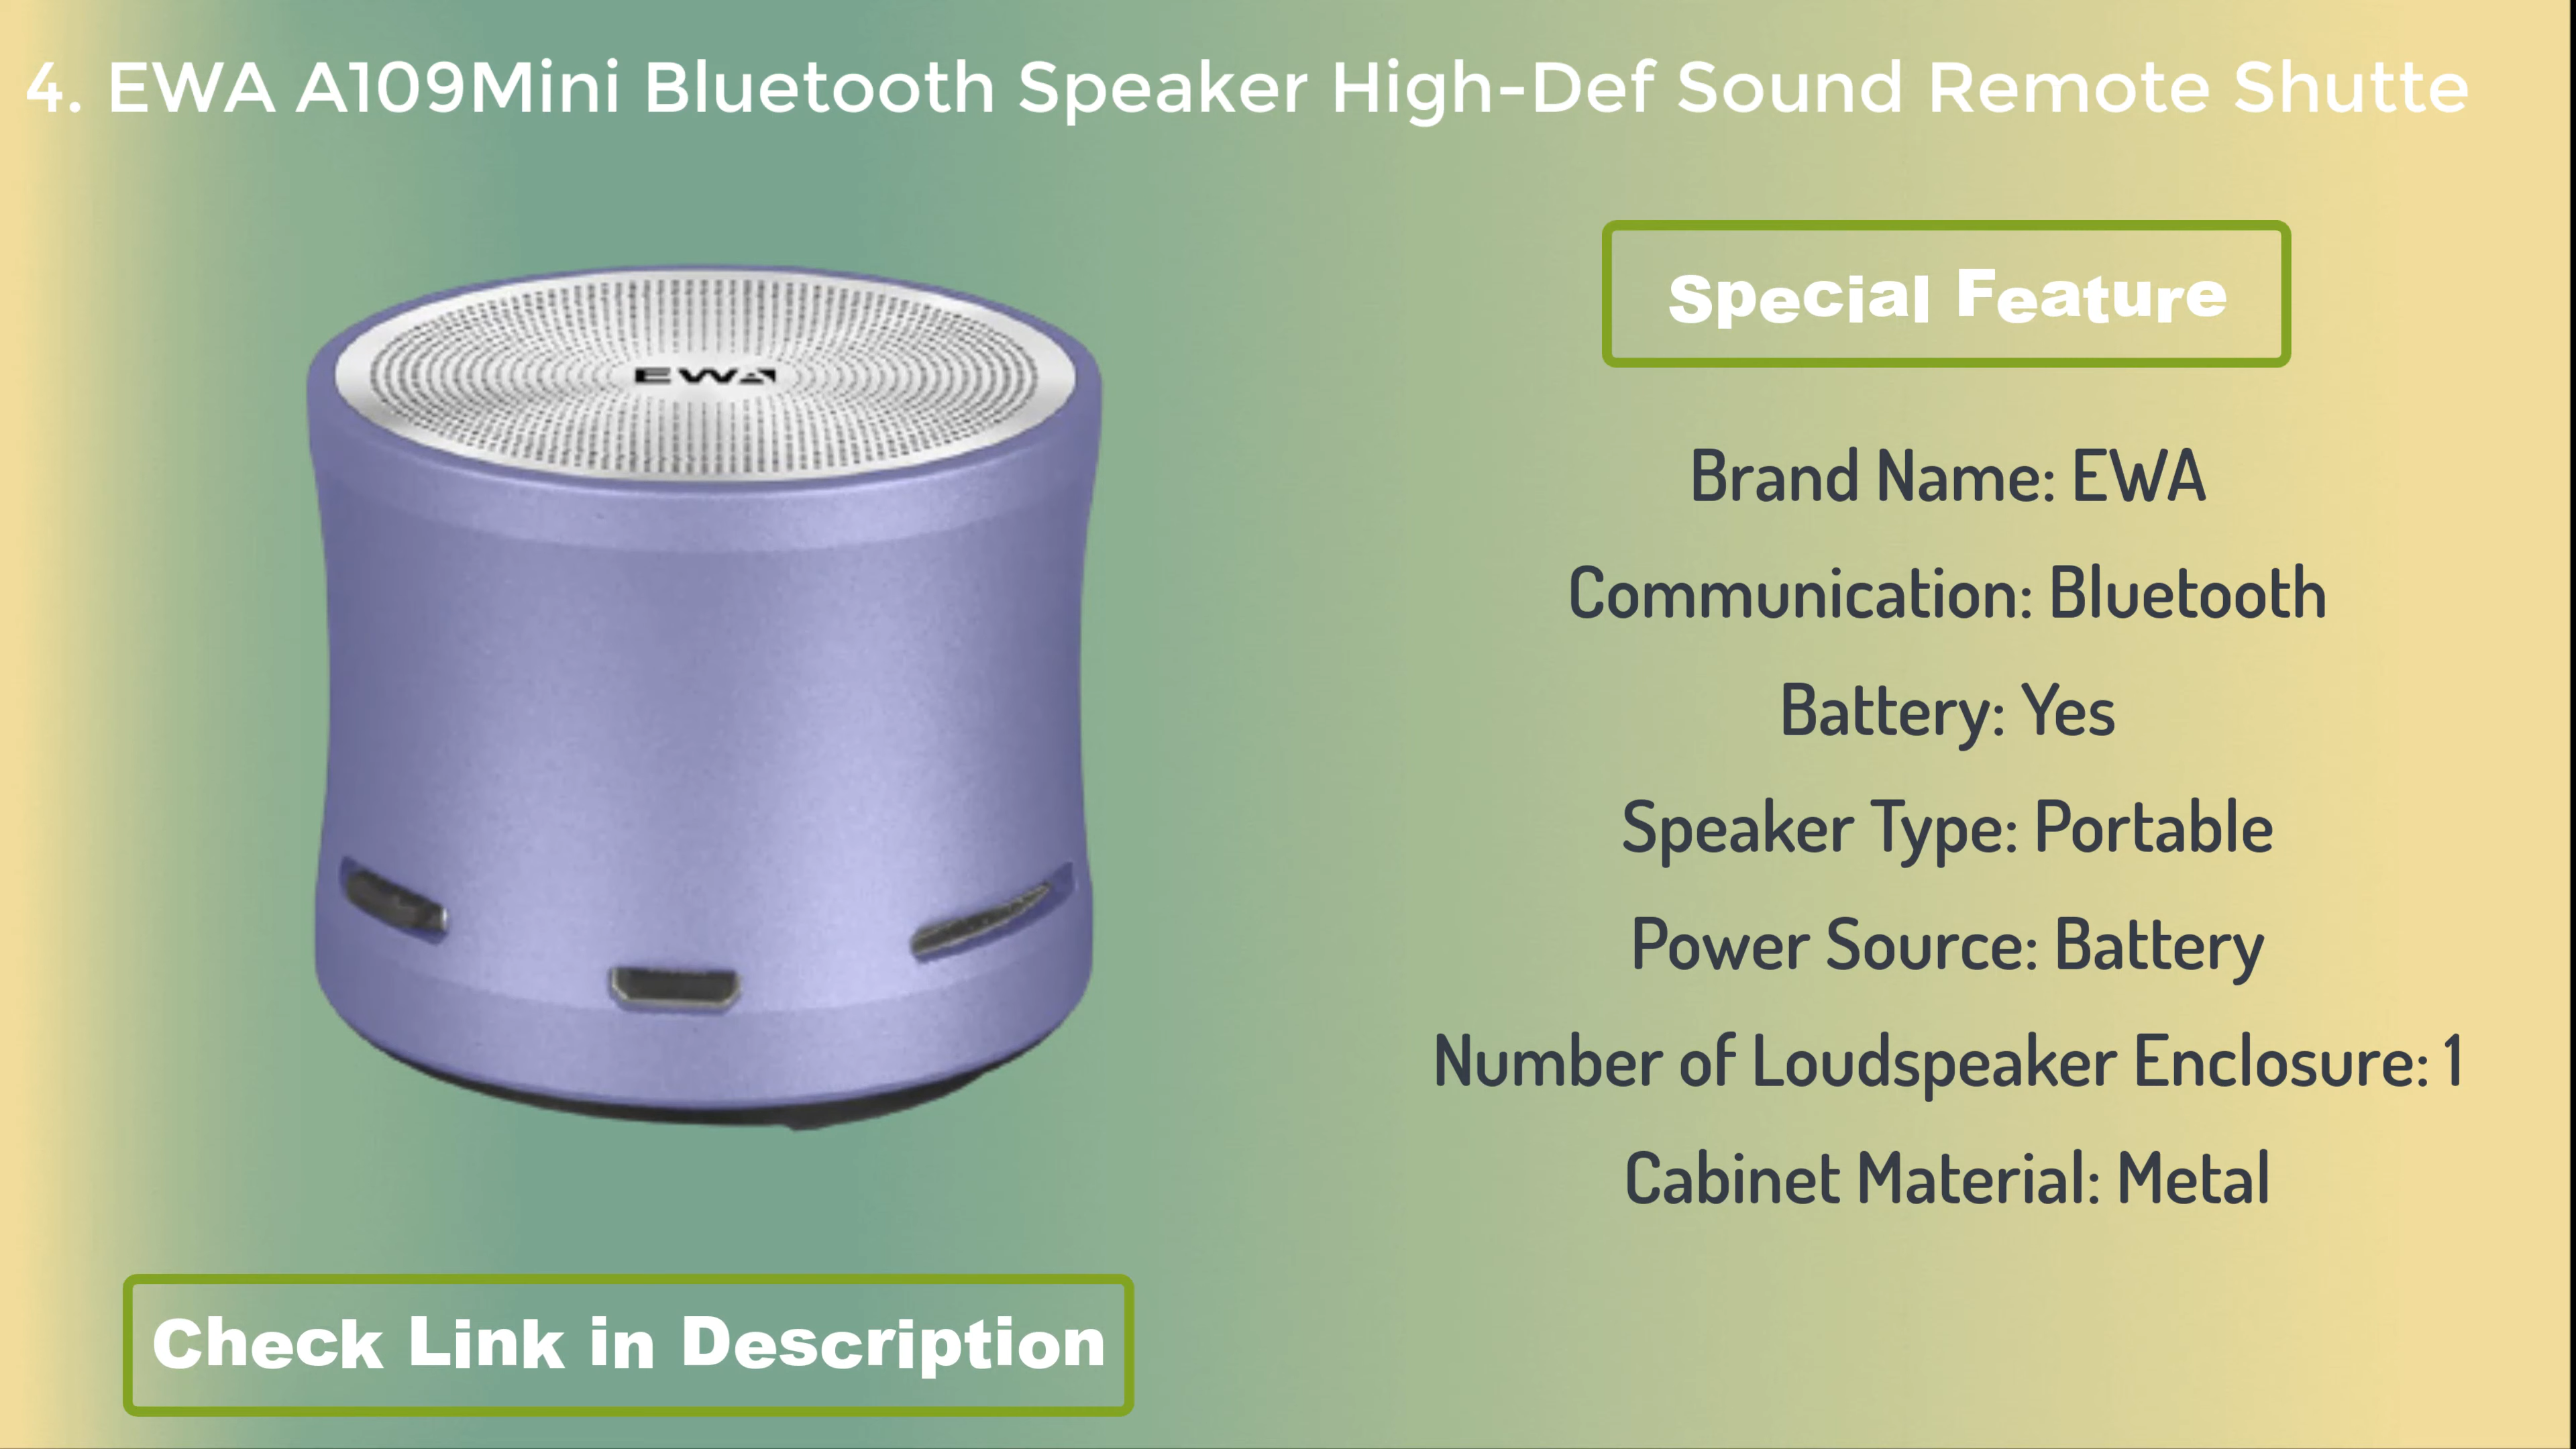 4. EWA A109Mini Bluetooth Speaker High-Def Sound Remote Shutte
EWA
Special Feature
Brand Name: EWA
Communication: Bluetooth
Battery: Yes
Speaker Type: Portable
Power Source: Battery
Number of Loudspeaker Enclosure: 1
Cabinet Material: Metal
Check Link in Description